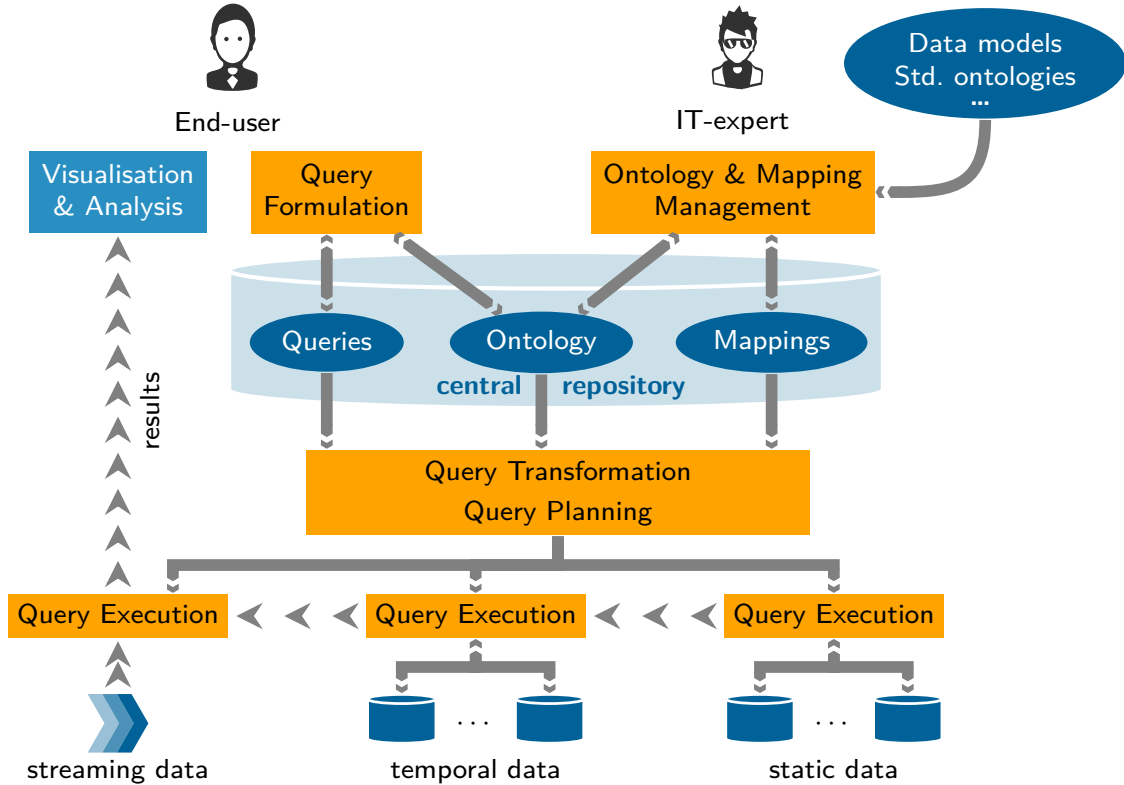 End-user
IT-expert
Data models
Std. ontologies
...
Visualisation
& Analysis
Query
Formulation
Ontology & Mapping
Management
Queries
Ontology
Mappings
central repository
results
Query Transformation
Query Planning
Query Execution
Query Execution
Query Execution
...
...
streaming data
temporal data
static data